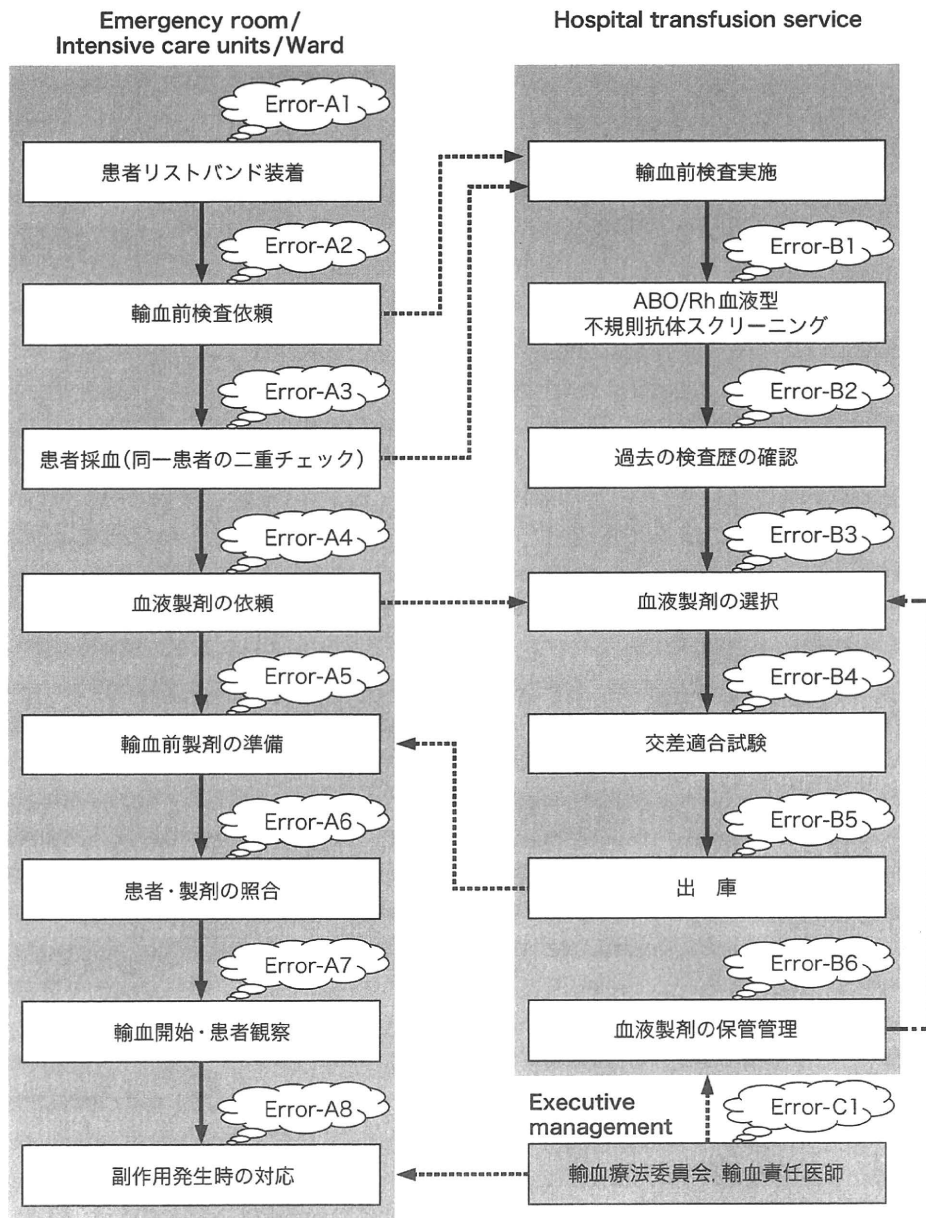 Emergency room/
Intensive care units/Ward
Error-A1
患者リストバンド装着
Error-A2
輸血前検査依頼
Error-A3
患者採血(同一患者の二重チェック)
Error-A4
血液製剤の依頼
Error-A5
輸血前製剤の準備
Error-A6
患者・製剤の照合
Error-A7
輸血開始・患者観察
Error-A8
副作用発生時の対応
Hospital transfusion service
輸血前検査実施
Error-B1
ABO/Rh血液型
不規則抗体スクリーニング
Error-B2
過去の検査歴の確認
Error-B3
血液製剤の選択
Error-B4
交差適合試験
Error-B5
出 庫
Error-B6
血液製剤の保管管理
Executive
management
Error-C1
輸血療法委員会, 輸血責任医師